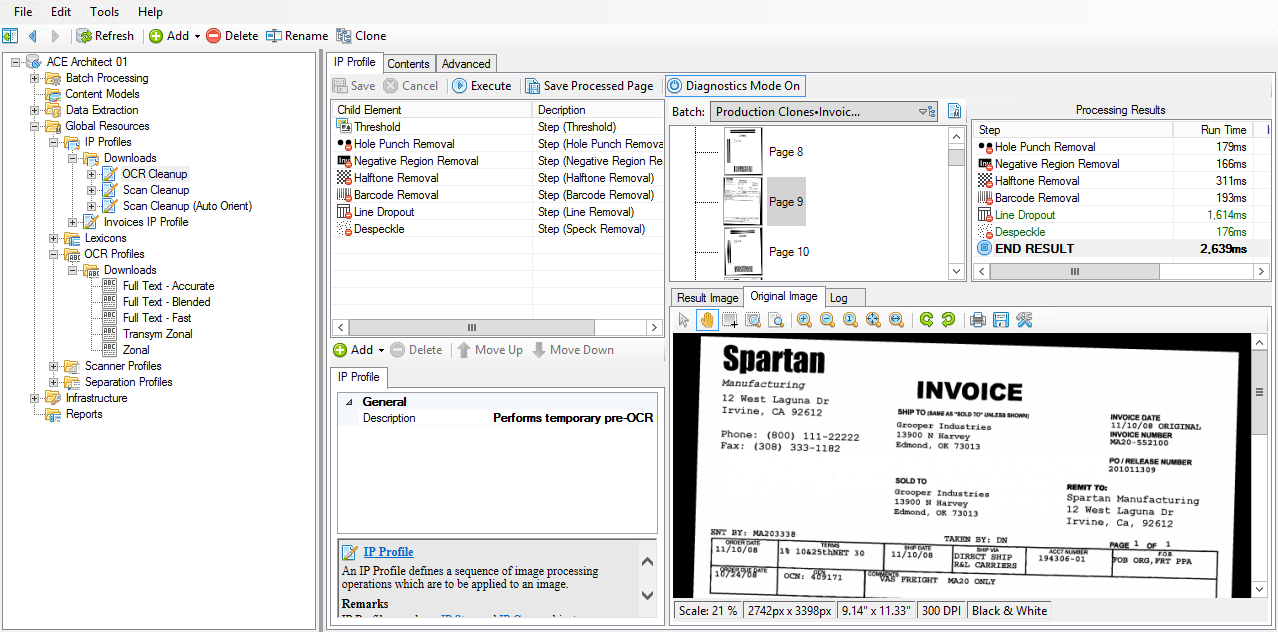 File Edit Tools Help
Refresh Add Delete Rename Clone
ACE Architect 01
Batch Processing
Content Models
Data Extraction
Global Resources
IP Profiles
Downloads
OCR Cleanup
Scan Cleanup
Scan Cleanup (Auto Orient)
Invoices IP Profile
Lexicons
OCR Profiles
Downloads
Full Text - Accurate
Full Text - Blended
Full Text - Fast
Transym Zonal
Zonal
Scanner Profiles
Separation Profiles
Infrastructure
Reports
IP Profile Contents Advanced
Save Cancel Execute Save Processed Page Diagnostics Mode On
Child Element Decription
Threshold Step (Threshold)
Hole Punch Removal Step (Hole Punch Remova
Negative Region Removal Step (Negative Region Re
Halftone Removal Step (Halftone Removal)
Barcode Removal Step (Barcode Removal)
Line Dropout Step (Line Removal)
Despeckle Step (Speck Removal)
Add Delete Move Up Move Down
IP Profile
General
Description Performs temporary pre-OCR
IP Profile
An IP Profile defines a sequence of image processing
operations which are to be applied to an image.
Remarks
Batch: Production Clones•Invoic...
Page 8
Page 9
Page 10
Processing Results
Step Run Time
Hole Punch Removal 179ms
Negative Region Removal 166ms
Halftone Removal 311ms
Barcode Removal 193ms
Line Dropout 1,614ms
Despeckle 176ms
END RESULT 2,639ms
Result Image Original Image Log
Spartan
Manufacturing
12 West Laguna Dr
Irvine, CA 92612
Phone: (800) 111-22222
Fax: (308) 333-1182
INVOICE
SHIP TO (SAME AS "SOLD TO" UNLESS SHOWN)
Grooper Industries
13900 N Harvey
Edmond, OK 73013
INVOICE DATE
11/10/08 ORIGINAL
INVOICE NUMBER
MA20-552100
PO / RELEASE NUMBER
201011309
SOLD TO
Grooper Industries
13900 N Harvey
Edmond, OK 73013
REMIT TO:
Spartan Manufacturing
12 West Laguna Dr
Irvine, Ca, 92612
ENT BY: MA203338 TAKEN BY: DN PAGE 1 OF 1
ORDER DATE TERMS SHIP DATE SHIP VIA ACCT NUMBER F.O.B.
11/10/08 1% 10&25thNET 30 11/10/08 DIRECT SHIP 194306-01 FOB ORG,FRT PPA
R&L CARRIERS
ORDER DUE DATE OCN COMMENTS
10/24/08 OCN: 409171 VAS FREIGHT MA20 ONLY
Scale: 21 % 2742px x 3398px 9.14" x 11.33" 300 DPI Black & White